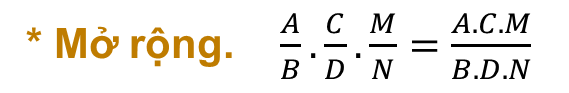 * Mở rộng. A/B . C/D . M/N = A.C.M/B.D.N